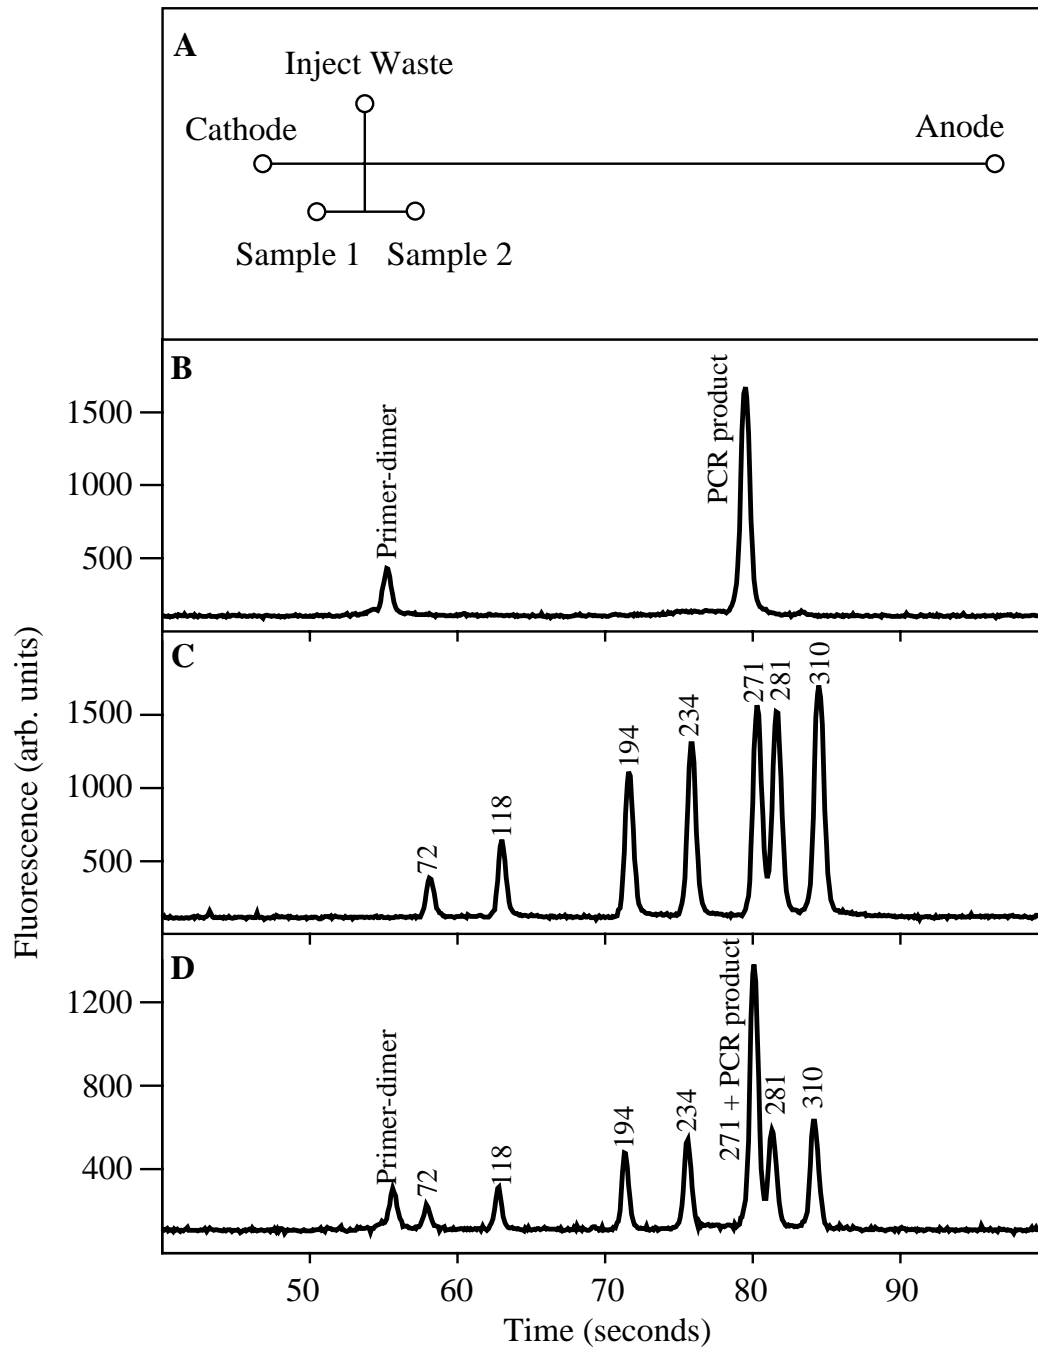 A
Inject Waste
Cathode
Anode
Sample 1
Sample 2
B
1500
1000
500
Primer-dimer
PCR product
Fluorescence (arb. units)
C
1500
1000
500
72
118
194
234
271
281
310
D
1200
800
400
Primer-dimer
72
118
194
234
271 + PCR product
281
310
50
60
70
80
90
Time (seconds)